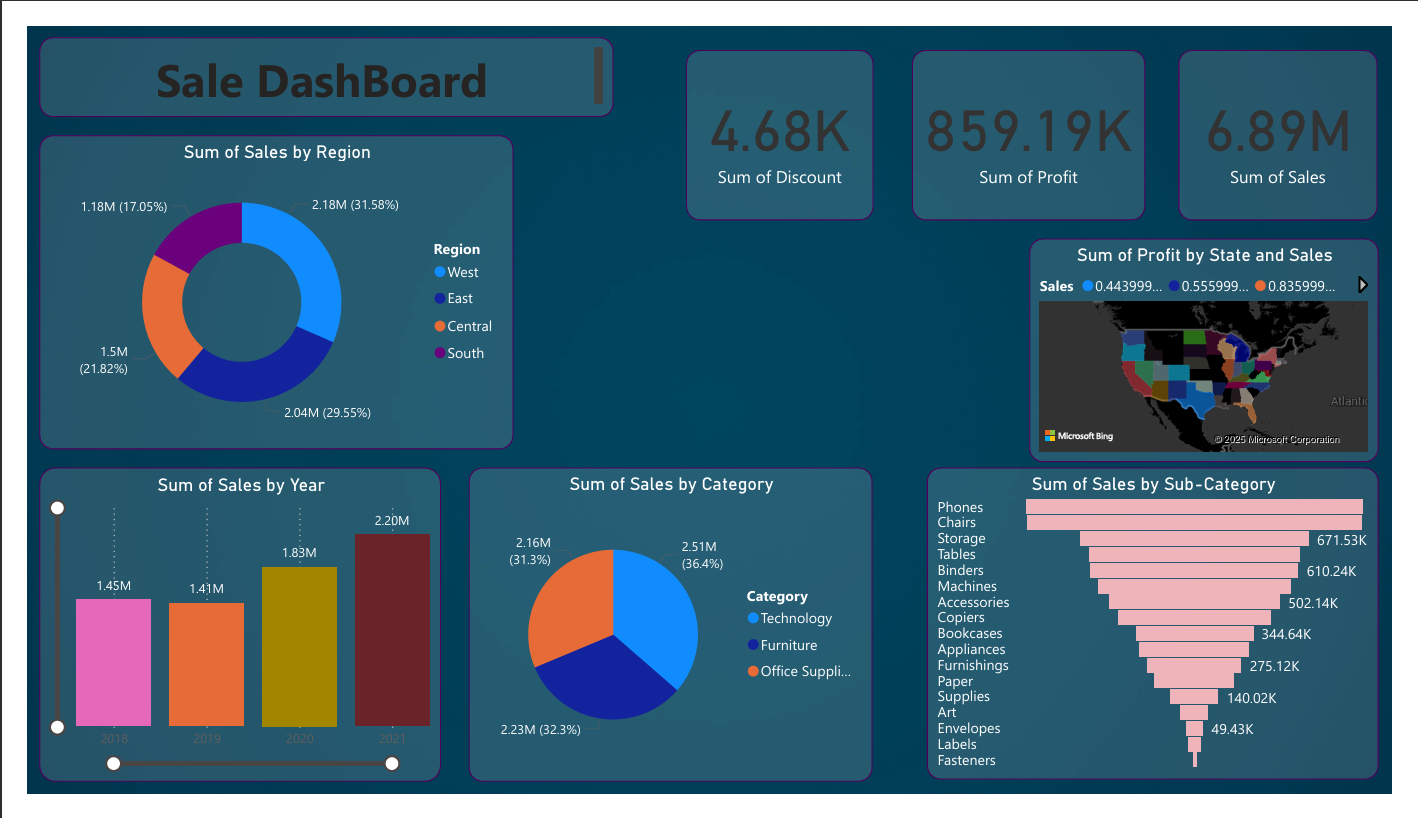 Sale DashBoard
4.68K
Sum of Discount
859.19K
Sum of Profit
6.89M
Sum of Sales
Sum of Sales by Region
1.18M (17.05%)
2.18M (31.58%)
1.5M
(21.82%)
2.04M (29.55%)
Region
West
East
Central
South
Sum of Profit by State and Sales
Sales 0.443999... 0.555999... 0.835999...
Atlantic
Microsoft Bing
© 2025 Microsoft Corporation
Sum of Sales by Year
1.45M
1.41M
1.83M
2.20M
2018 2019 2020 2021
Sum of Sales by Category
2.16M
(31.3%)
2.51M
(36.4%)
2.23M (32.3%)
Category
Technology
Furniture
Office Suppli...
Sum of Sales by Sub-Category
Phones
Chairs
Storage 671.53K
Tables
Binders 610.24K
Machines
Accessories 502.14K
Copiers
Bookcases 344.64K
Appliances
Furnishings 275.12K
Paper
Supplies 140.02K
Art
Envelopes 49.43K
Labels
Fasteners